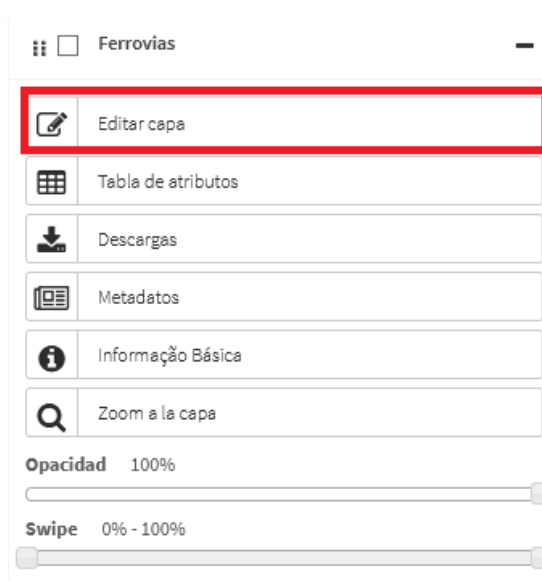 Ferrovias
Editar capa
Tabla de atributos
Descargas
Metadatos
Informação Básica
Zoom a la capa
Opacidad 100%
Swipe 0% - 100%